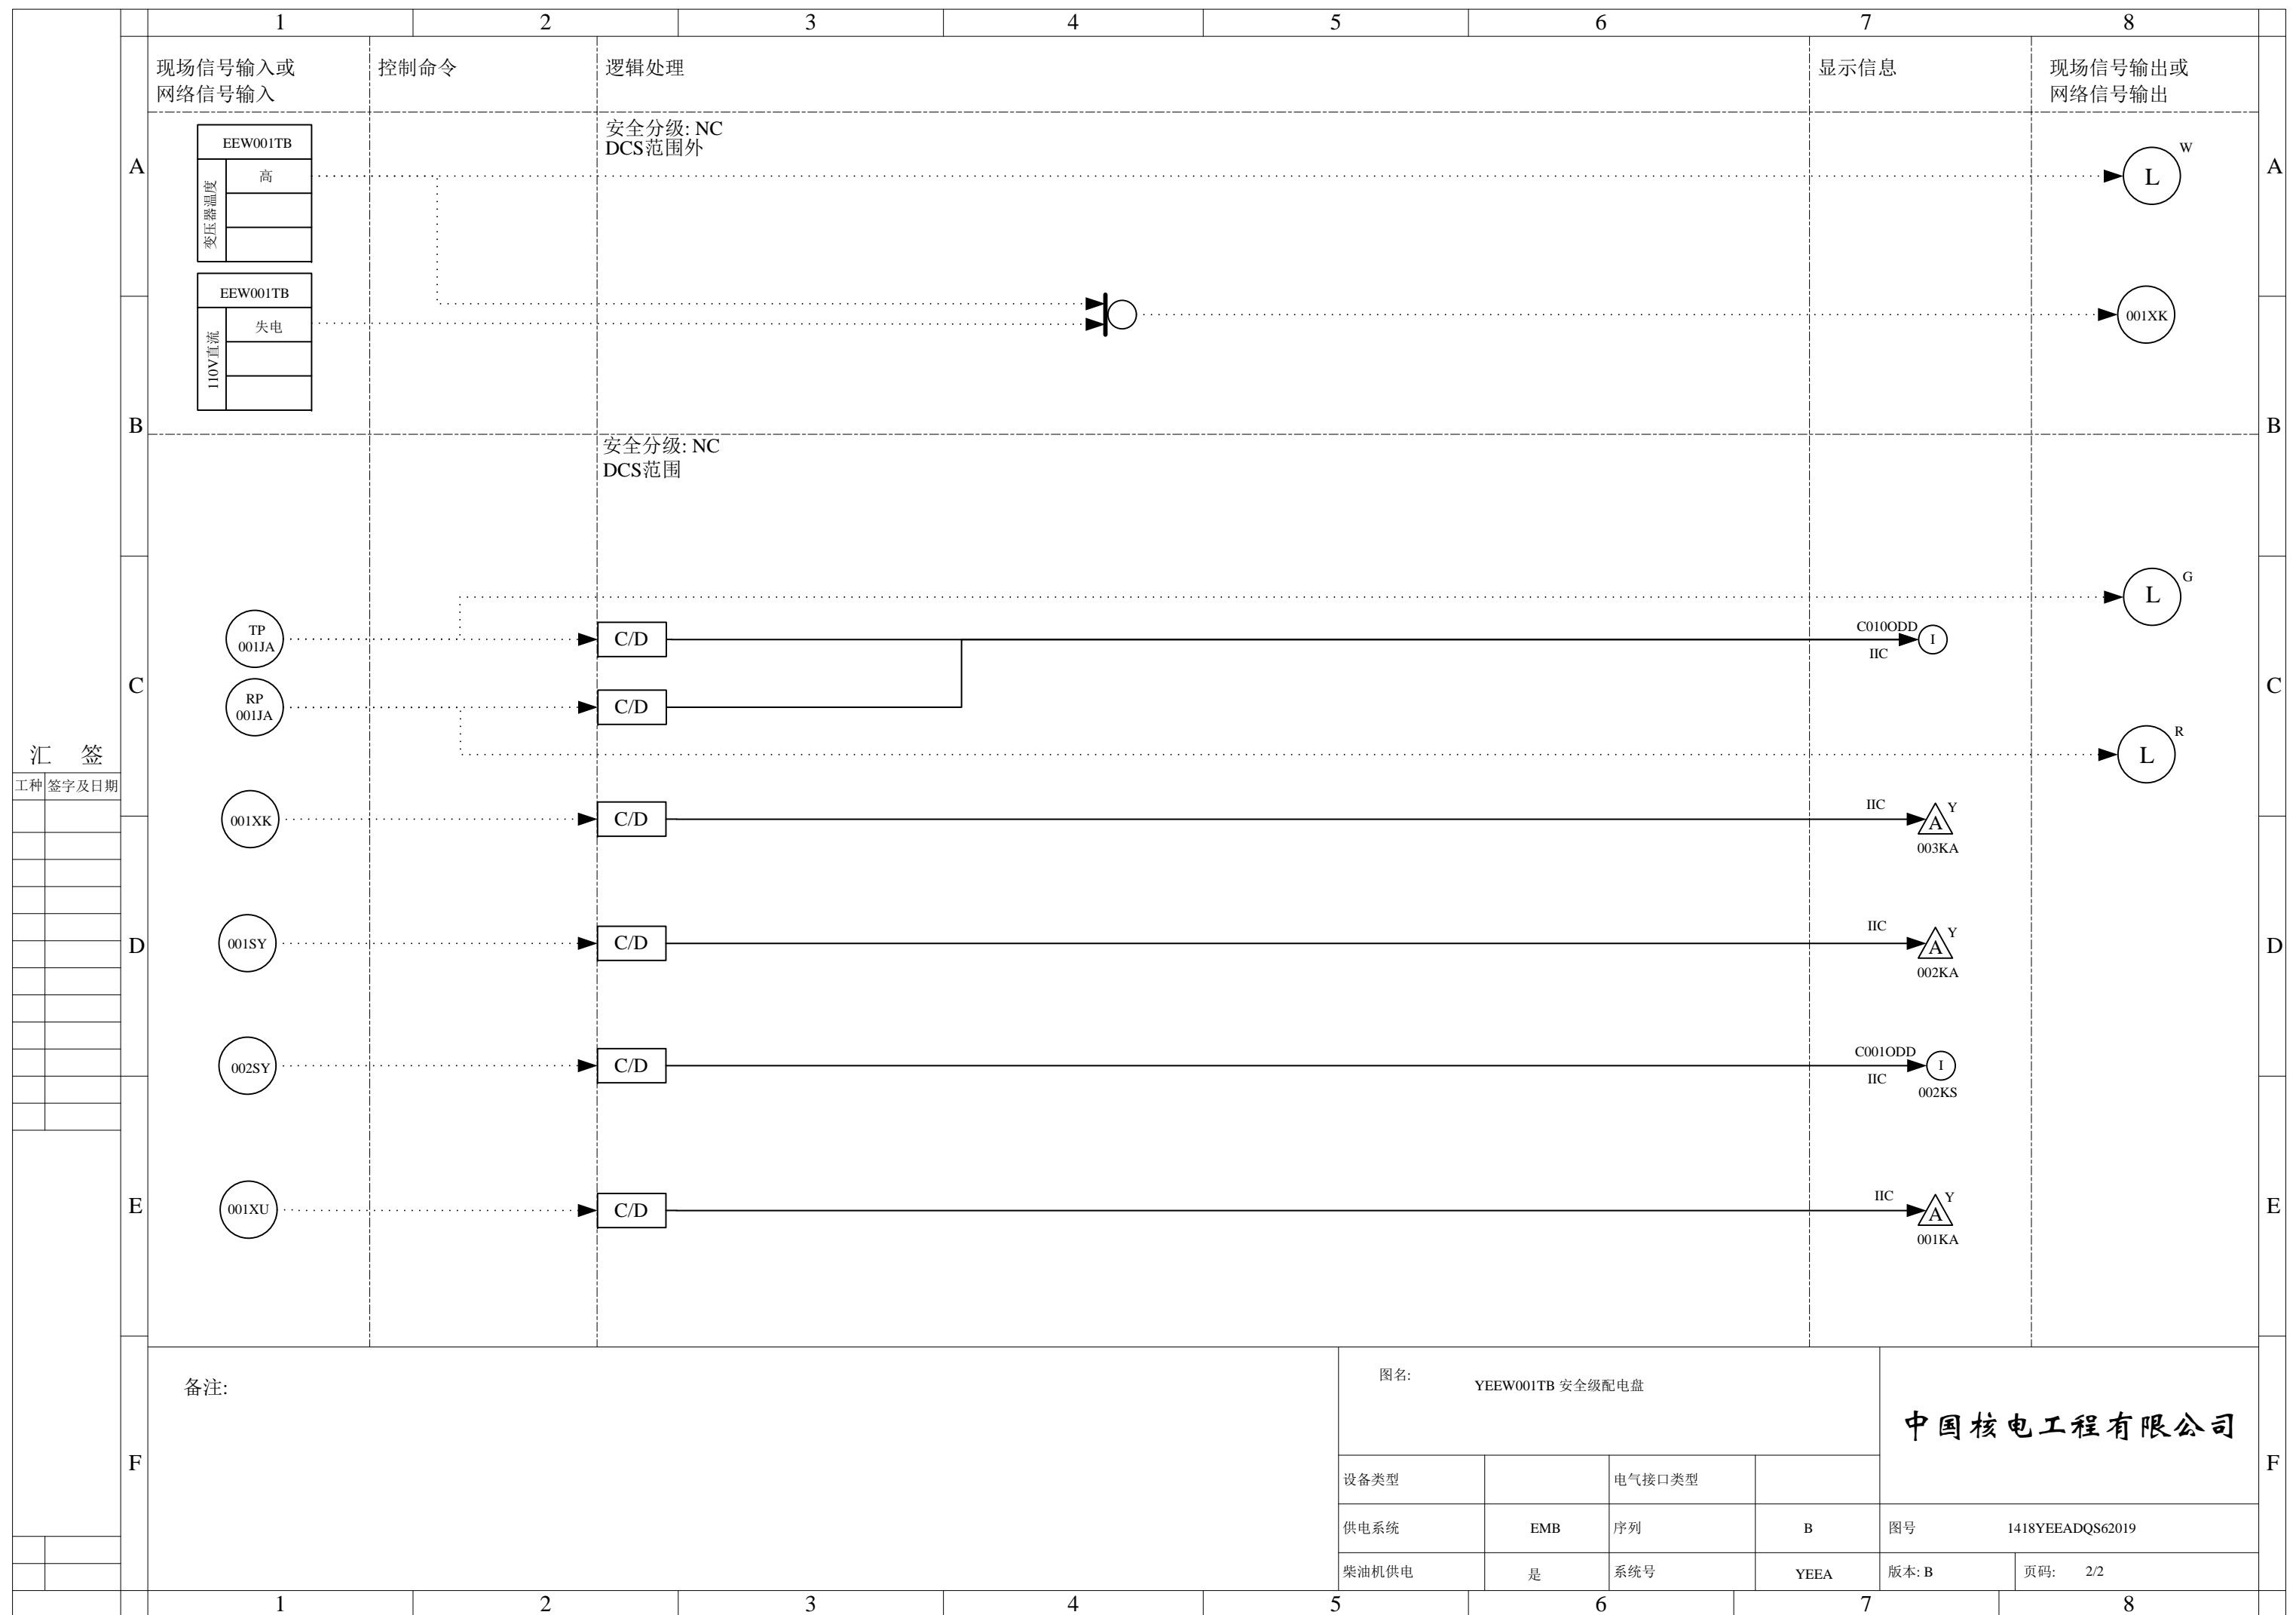 1 2 3 4 5 6 7 8
现场信号输入或
网络信号输入
控制命令
逻辑处理
显示信息
现场信号输出或
网络信号输出
安全分级: NC
DCS范围外
A
A
EEW001TB
变压器温度
高
W
L
EEW001TB
110V直流
失电
001XK
B
B
安全分级: NC
DCS范围
G
L
TP
001JA
C/D
C010ODD
IIC
I
C
C
RP
001JA
C/D
R
L
汇 签
工种 签字及日期
001XK
C/D
IIC
A
Y
003KA
D
D
001SY
C/D
IIC
A
Y
002KA
002SY
C/D
C001ODD
IIC
I
002KS
E
E
001XU
C/D
IIC
A
Y
001KA
F
F
备注:
图名:
YEEW001TB 安全级配电盘
中国核电工程有限公司
设备类型 电气接口类型
供电系统 EMB 序列 B 图号 1418YEEADQS62019
柴油机供电 是 系统号 YEEA 版本: B 页码: 2/2
1 2 3 4 5 6 7 8